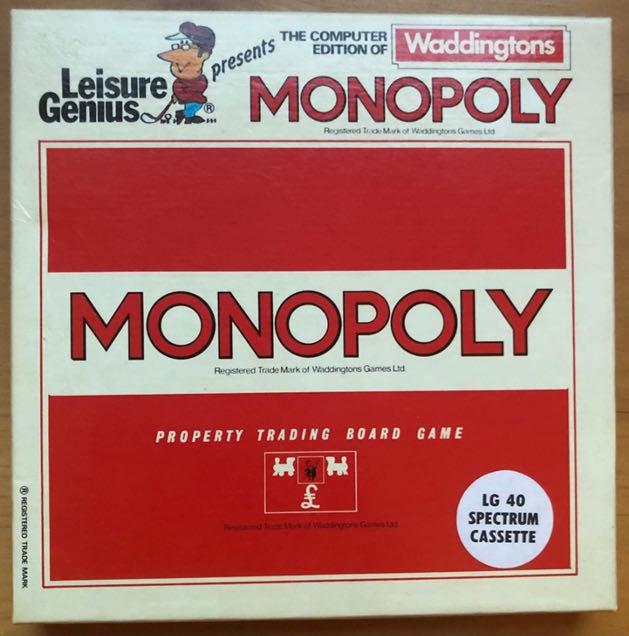 Leisure
Genius ®
presents
THE COMPUTER
EDITION OF
Waddingtons
MONOPOLY
Registered Trade Mark of Waddingtons Games Ltd
MONOPOLY
Registered Trade Mark of Waddingtons Games Ltd.
PROPERTY TRADING BOARD GAME
£
Registered Trade Mark of Waddingtons Games Ltd.
LG 40
SPECTRUM
CASSETTE
® REGISTERED TRADE MARK